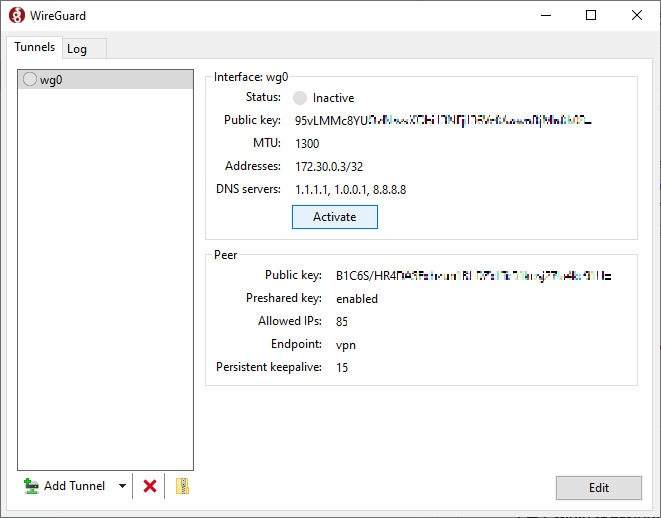 WireGuard
Tunnels
Log
wg0
Interface: wg0
Status: Inactive
Public key: 95vLMMc8YU
MTU: 1300
Addresses: 172.30.0.3/32
DNS servers: 1.1.1.1, 1.0.0.1, 8.8.8.8
Activate
Peer
Public key: B1C6S/HR4
Preshared key: enabled
Allowed IPs: 85
Endpoint: vpn
Persistent keepalive: 15
Add Tunnel
Edit